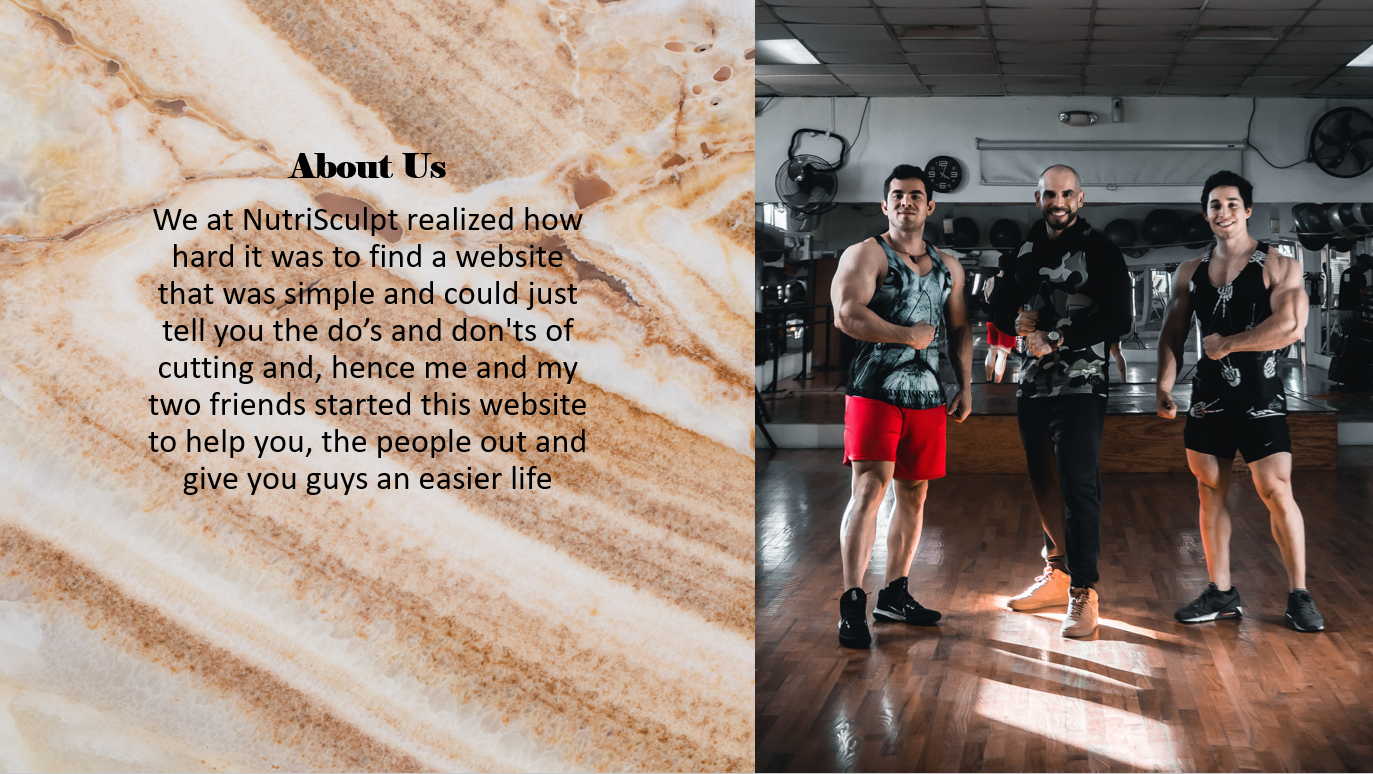 About Us
We at NutriSculpt realized how
hard it was to find a website
that was simple and could just
tell you the do’s and don'ts of
cutting and, hence me and my
two friends started this website
to help you, the people out and
give you guys an easier life